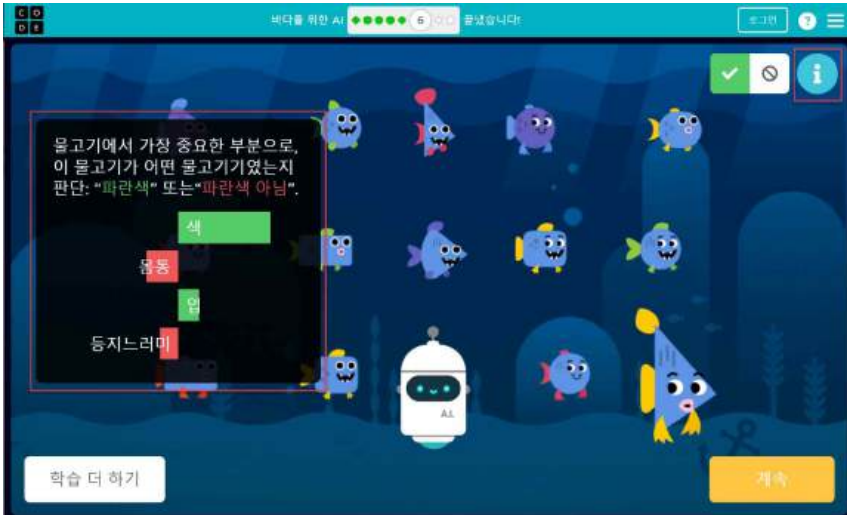 C O
D E
바다를 위한 AI
6
끝냈습니다!
로그인
?
i
물고기에서 가장 중요한 부분으로,
이 물고기가 어떤 물고기기였는지
판단: "파란색" 또는"파란색 아님".
색
몸통
입
등지느러미
A.I.
학습 더 하기
계속